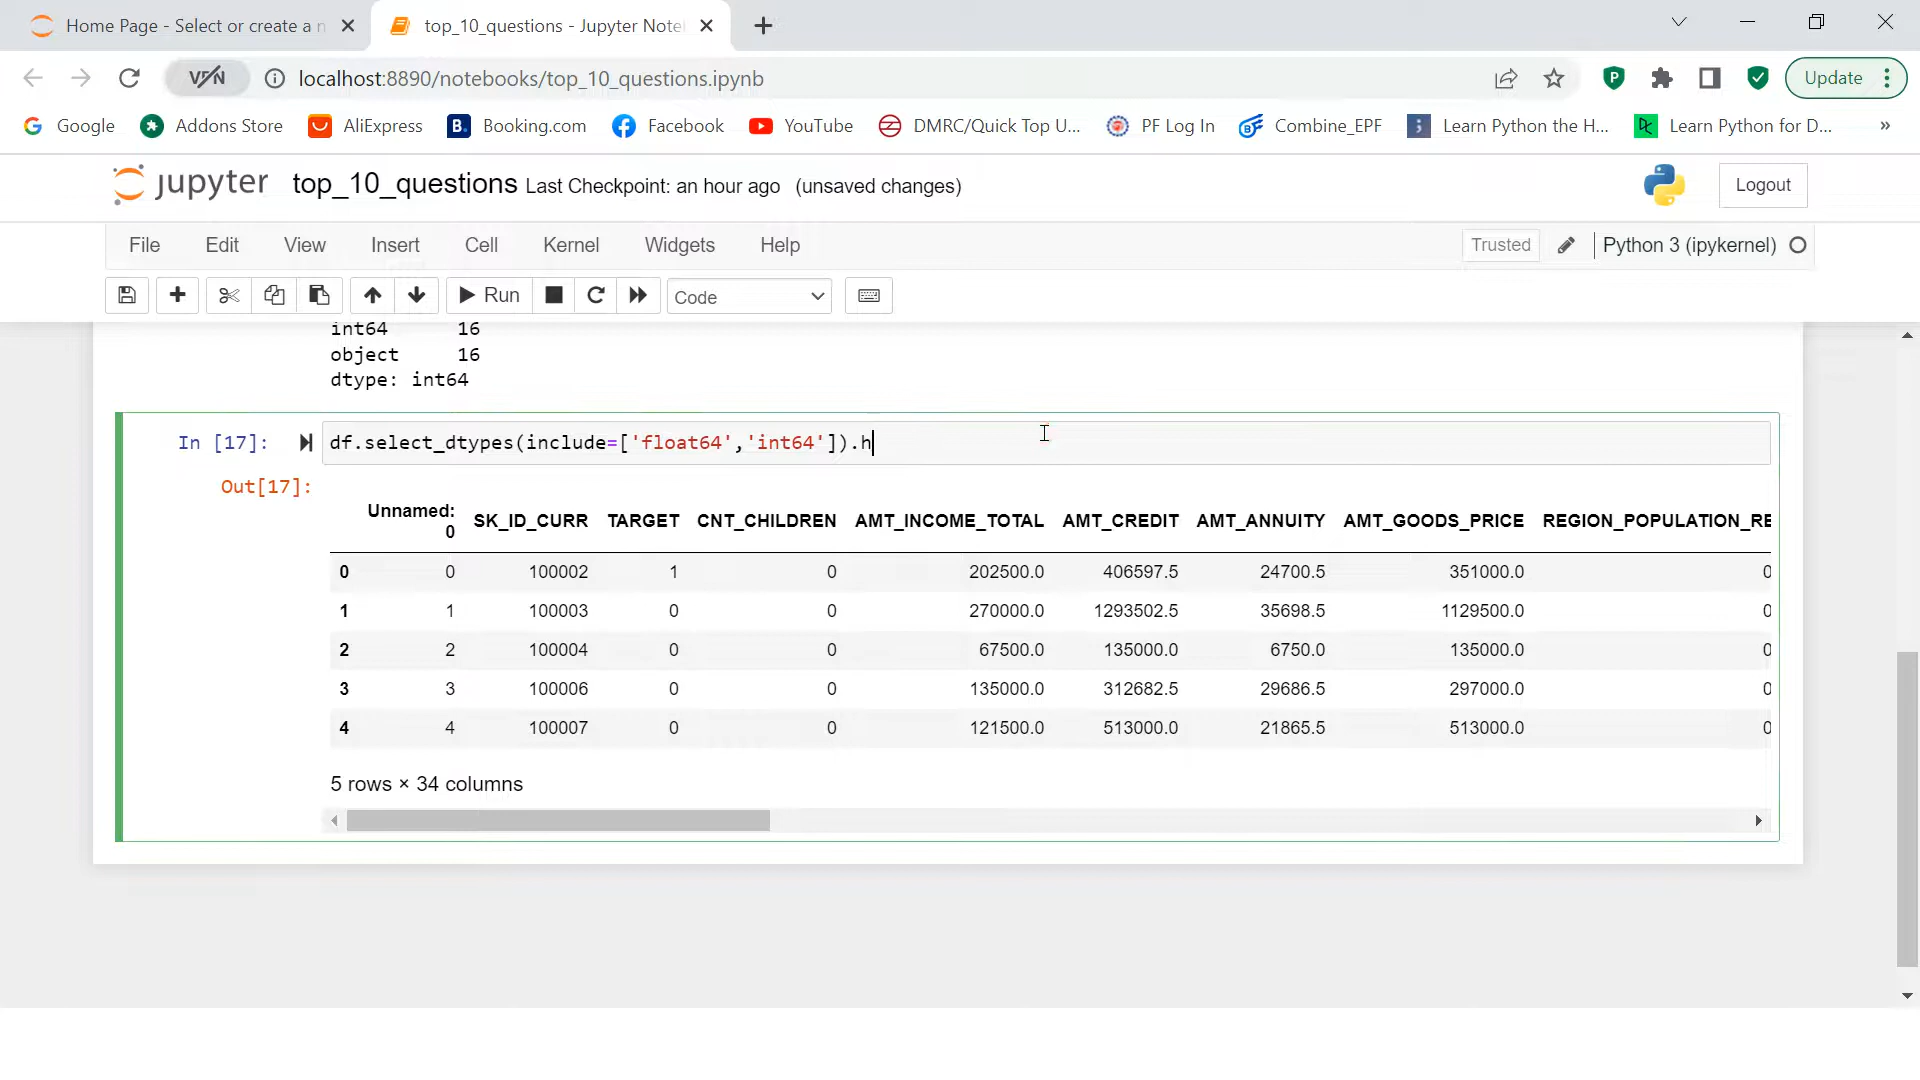 Home Page - Select or create a n
top_10_questions - Jupyter Note
VPN
localhost:8890/notebooks/top_10_questions.ipynb
Update
Google
Addons Store
AliExpress
Booking.com
Facebook
YouTube
DMRC/Quick Top U...
PF Log In
Combine_EPF
Learn Python the H...
Learn Python for D...
»
jupyter top_10_questions Last Checkpoint: an hour ago (unsaved changes)
Logout
File Edit View Insert Cell Kernel Widgets Help
Trusted
Python 3 (ipykernel)
Run
Code
int64 16
object 16
dtype: int64
In [17]: df.select_dtypes(include=['float64','int64']).h
Out[17]:
Unnamed: 0 SK_ID_CURR TARGET CNT_CHILDREN AMT_INCOME_TOTAL AMT_CREDIT AMT_ANNUITY AMT_GOODS_PRICE REGION_POPULATION_RE
0 0 100002 1 0 202500.0 406597.5 24700.5 351000.0 0
1 1 100003 0 0 270000.0 1293502.5 35698.5 1129500.0 0
2 2 100004 0 0 67500.0 135000.0 6750.0 135000.0 0
3 3 100006 0 0 135000.0 312682.5 29686.5 297000.0 0
4 4 100007 0 0 121500.0 513000.0 21865.5 513000.0 0
5 rows × 34 columns